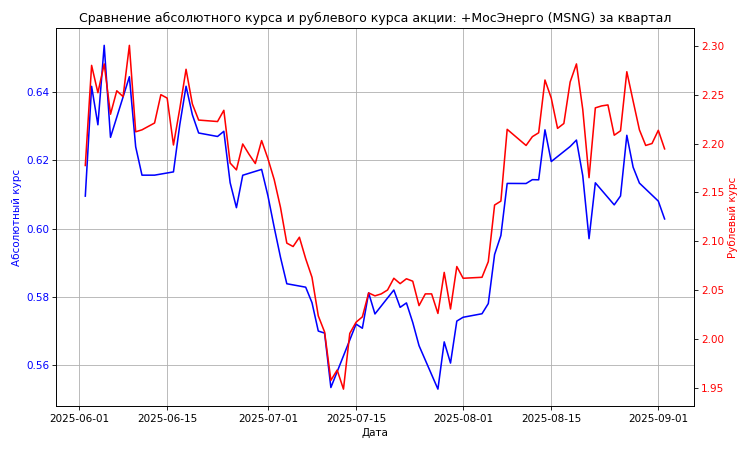 Сравнение абсолютного курса и рублевого курса акции: +МосЭнерго (MSNG) за квартал
Абсолютный курс
0.64
0.62
0.60
0.58
0.56
2.30
2.25
2.20
2.15
2.10
2.05
2.00
1.95
Рублевый курс
2025-06-01 2025-06-15 2025-07-01 2025-07-15 2025-08-01 2025-08-15 2025-09-01
Дата